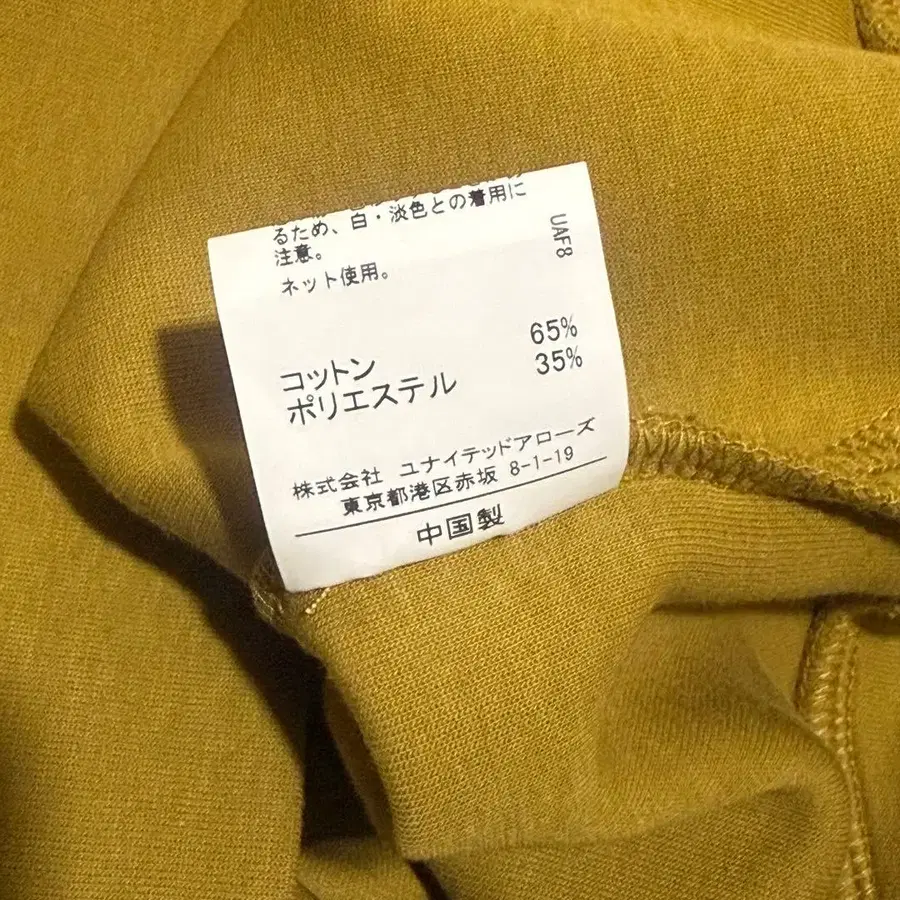 るため、白・淡色との着用に
注意。
ネット使用。
UAF8
コットン 65%
ポリエステル 35%
株式会社 ユナイテッドアローズ
東京都港区赤坂 8-1-19
中国製